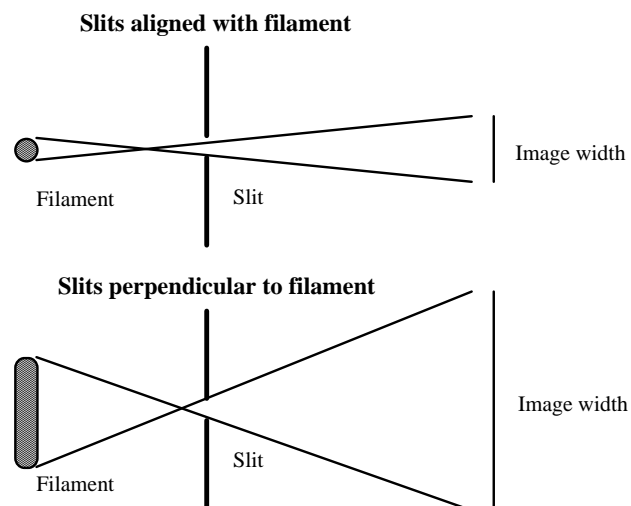 Slits aligned with filament
Image width
Filament
Slit
Slits perpendicular to filament
Image width
Slit
Filament